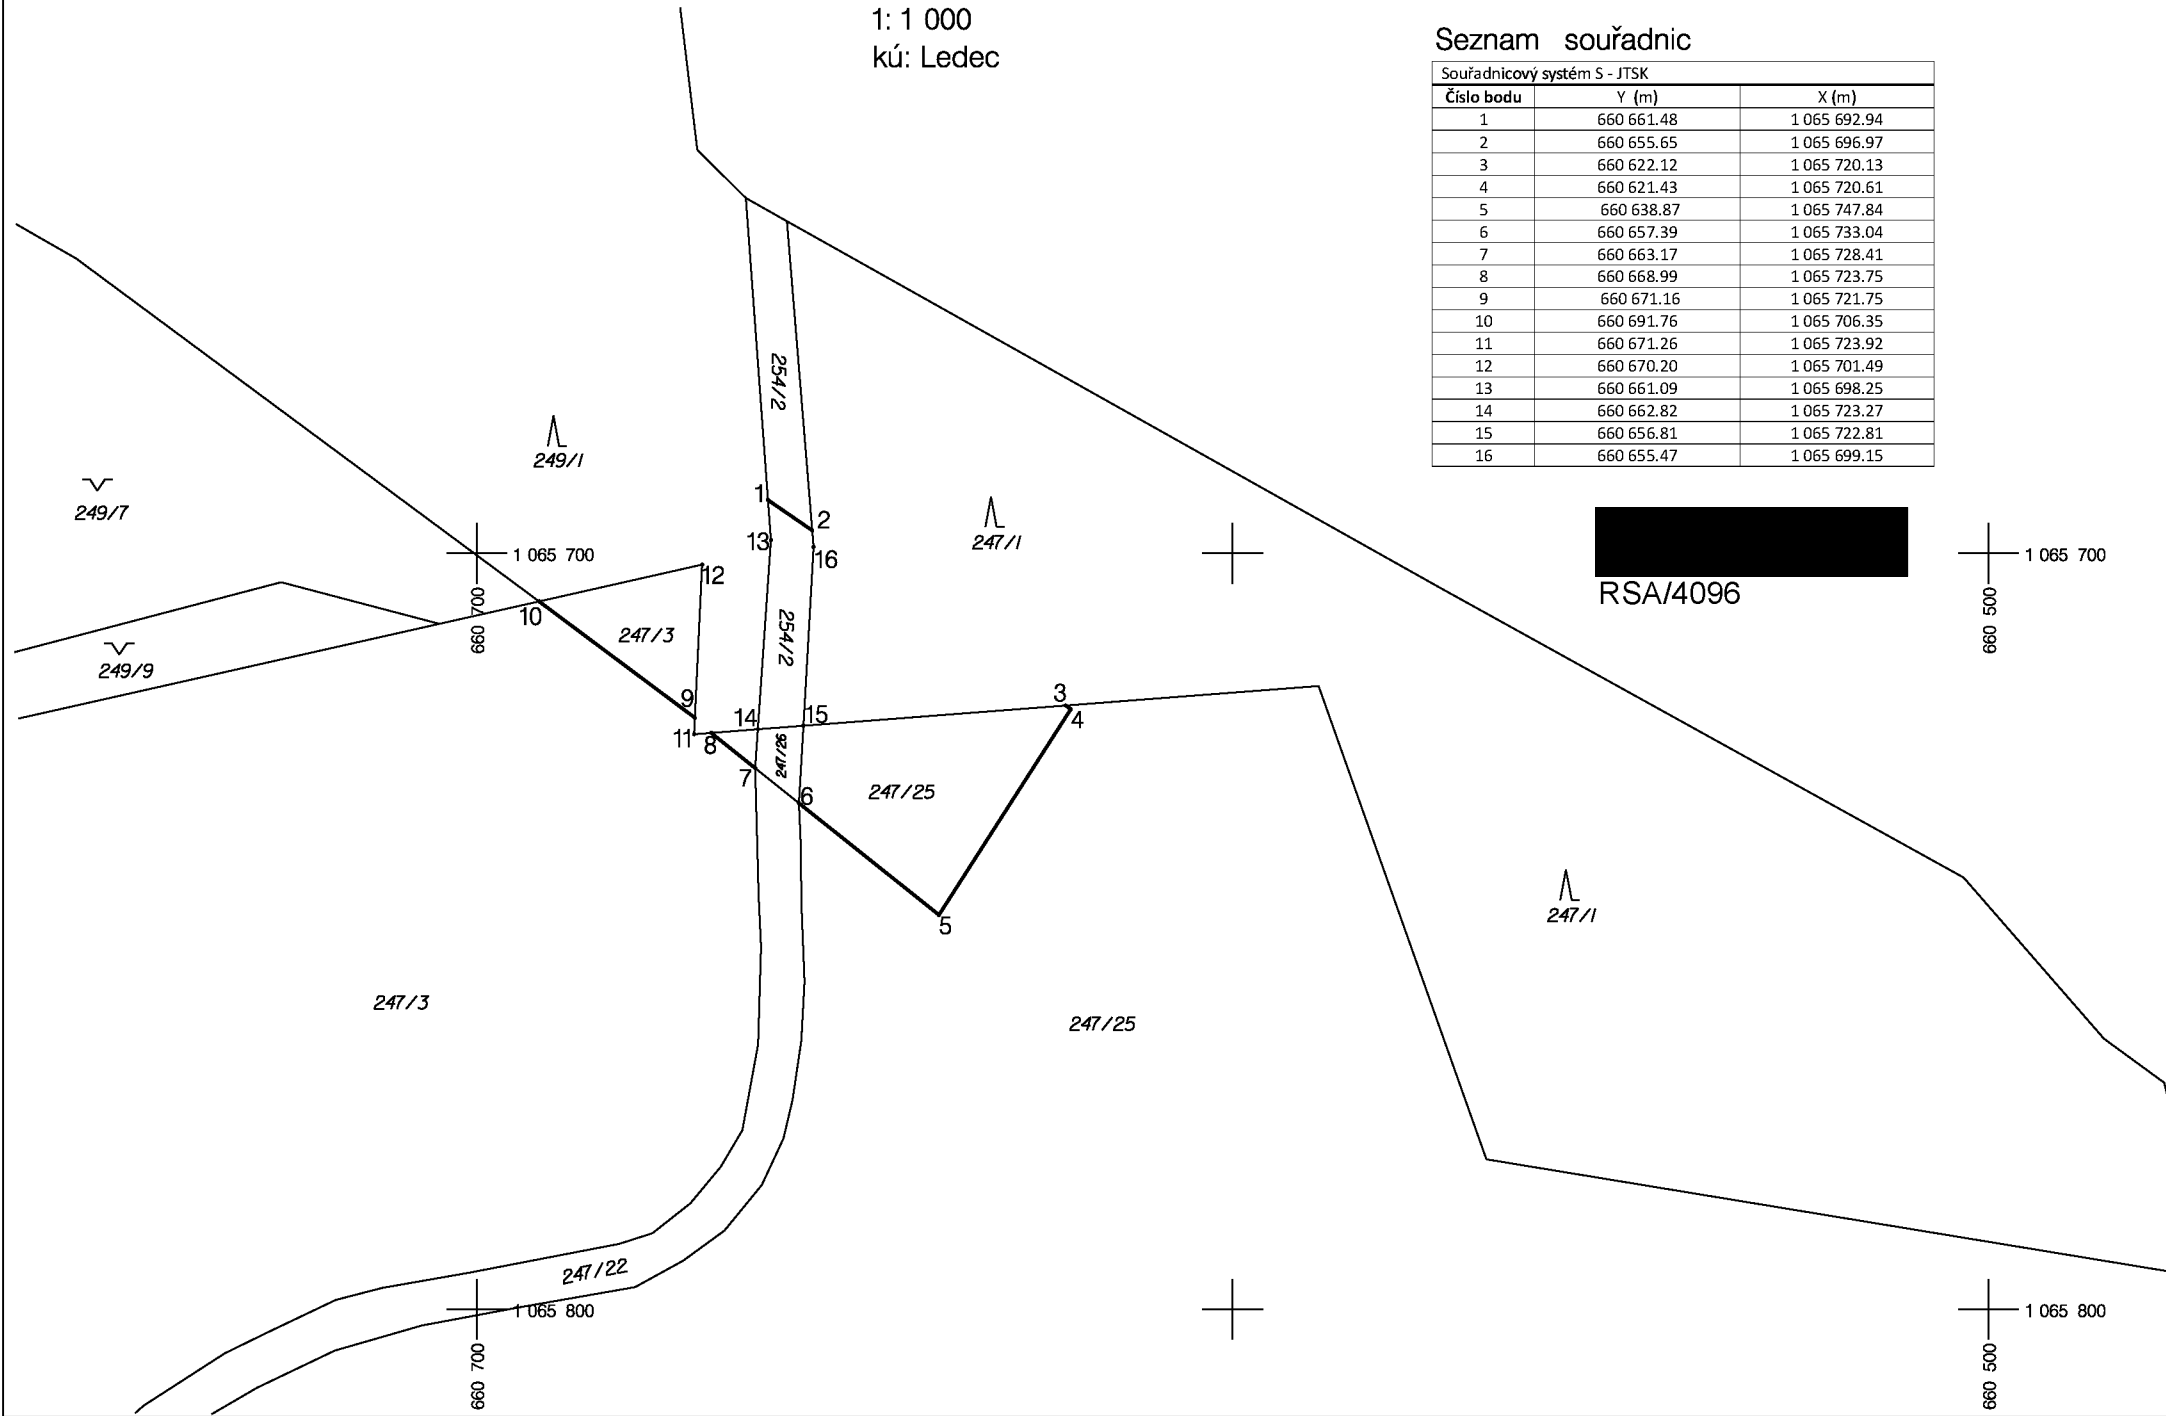 1: 1 000
kú: Ledec
Seznam souřadnic
Souřadnicový systém S - JTSK
Číslo bodu Y (m) X (m)
1 660 661.48 1 065 692.94
2 660 655.65 1 065 696.97
3 660 622.12 1 065 720.13
4 660 621.43 1 065 720.61
5 660 638.87 1 065 747.84
6 660 657.39 1 065 733.04
7 660 663.17 1 065 728.41
8 660 668.99 1 065 723.75
9 660 671.16 1 065 721.75
10 660 691.76 1 065 706.35
11 660 671.26 1 065 723.92
12 660 670.20 1 065 701.49
13 660 661.09 1 065 698.25
14 660 662.82 1 065 723.27
15 660 656.81 1 065 722.81
16 660 655.47 1 065 699.15
RSA/4096
254/2
249/1
249/7
1
2
247/1
13
16
1 065 700
1 065 700
12
660 700
10
254/2
247/3
660 500
249/9
9
3
4
14
15
11
8
247/26
7
6
247/25
247/1
5
247/3
247/25
247/22
1 065 800
1 065 800
660 700
660 500